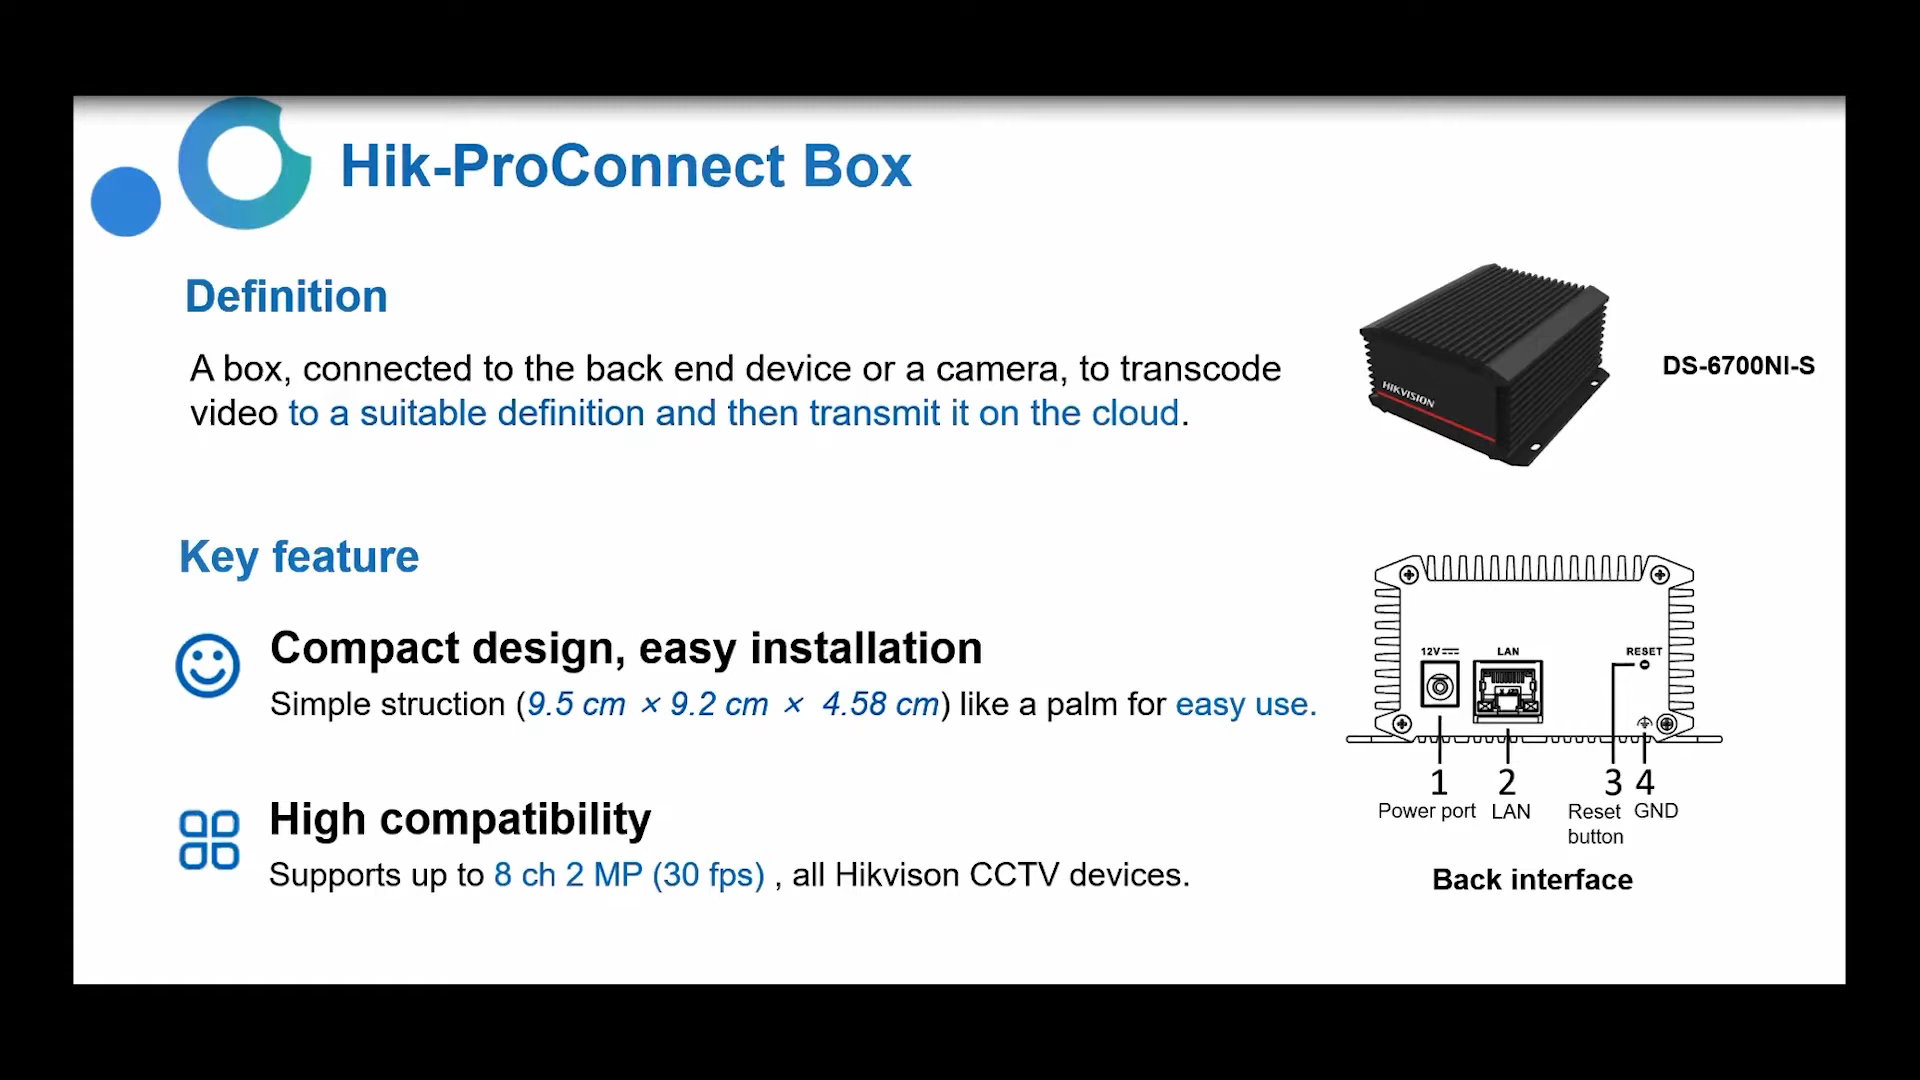 Hik-ProConnect Box
Definition
A box, connected to the back end device or a camera, to transcode
video to a suitable definition and then transmit it on the cloud.
HIKVISION
DS-6700NI-S
Key feature
Compact design, easy installation
Simple struction (9.5 cm × 9.2 cm × 4.58 cm) like a palm for easy use.
High compatibility
Supports up to 8 ch 2 MP (30 fps) , all Hikvison CCTV devices.
12V LAN RESET
1 2 3 4
Power port LAN Reset GND
button
Back interface